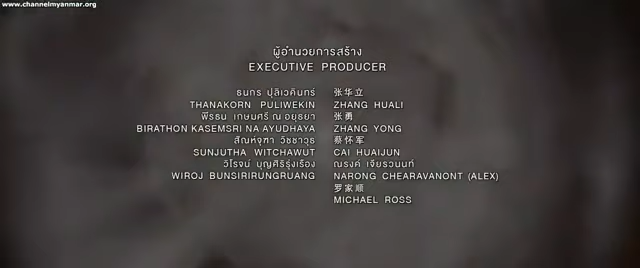 www.channelmyanmar.org
ผู้อำนวยการสร้าง
EXECUTIVE PRODUCER
ธนกร ปุลิเวคินทร์
THANAKORN PULIWEKIN
พีรธน เกษมศรี ณ อยุธยา
BIRATHON KASEMSRI NA AYUDHAYA
สัณห์จุฑา วิชชาวุธ
SUNJUTHA WITCHAWUT
วิโรจน์ บุญศิริรุ่งเรือง
WIROJ BUNSIRIRUNGRUANG
张华立
ZHANG HUALI
张勇
ZHANG YONG
蔡怀军
CAI HUAIJUN
ณรงค์ เจียรวนนท์
NARONG CHEARAVANONT (ALEX)
罗家顺
MICHAEL ROSS